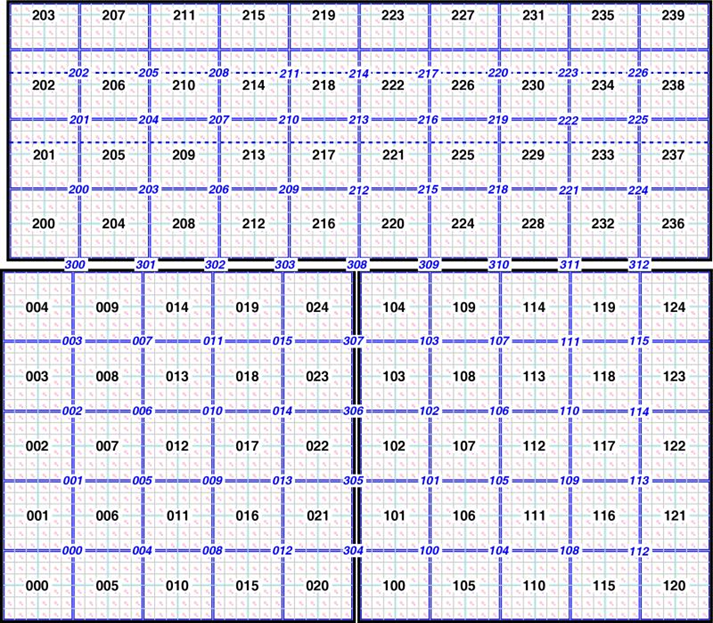 203 207 211 215 219 223 227 231 235 239
202 205 208 211 214 217 220 223 226
202 206 210 214 218 222 226 230 234 238
201 204 207 210 213 216 219 222 225
201 205 209 213 217 221 225 229 233 237
200 203 206 209 212 215 218 221 224
200 204 208 212 216 220 224 228 232 236
300 301 302 303 308 309 310 311 312
004 009 014 019 024 104 109 114 119 124
003 007 011 015 307 103 107 111 115
003 008 013 018 023 103 108 113 118 123
002 006 010 014 306 102 106 110 114
002 007 012 017 022 102 107 112 117 122
001 005 009 013 305 101 105 109 113
001 006 011 016 021 101 106 111 116 121
000 004 008 012 304 100 104 108 112
000 005 010 015 020 100 105 110 115 120